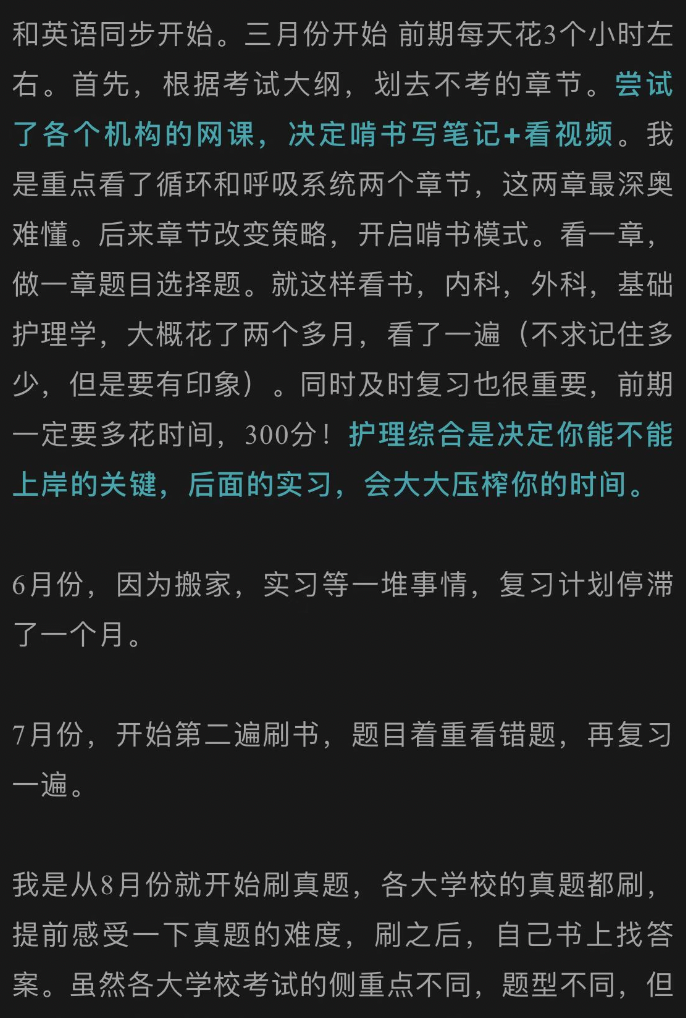 和英语同步开始。三月份开始 前期每天花3个小时左
右。首先，根据考试大纲，划去不考的章节。尝试
了各个机构的网课，决定啃书写笔记+看视频。我
是重点看了循环和呼吸系统两个章节，这两章最深奥
难懂。后来章节改变策略，开启啃书模式。看一章，
做一章题目选择题。就这样看书，内科，外科，基础
护理学，大概花了两个多月，看了一遍（不求记住多
少，但是要有印象）。同时及时复习也很重要，前期
一定要多花时间，300分！护理综合是决定你能不能
上岸的关键，后面的实习，会大大压榨你的时间。
6月份，因为搬家，实习等一堆事情，复习计划停滞
了一个月。
7月份，开始第二遍刷书，题目着重看错题，再复习
一遍。
我是从8月份就开始刷真题，各大学校的真题都刷，
提前感受一下真题的难度，刷之后，自己书上找答
案。虽然各大学校考试的侧重点不同，题型不同，但